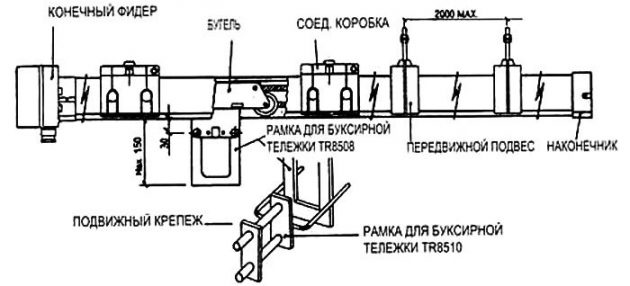 КОНЕЧНЫЙ ФИДЕР
БУГЕЛЬ
СОЕД. КОРОБКА
2000 MAX.
Max 150
30
РАМКА ДЛЯ БУКСИРНОЙ
ТЕЛЕЖКИ TR8508
ПЕРЕДВИЖНОЙ ПОДВЕС
НАКОНЕЧНИК
ПОДВИЖНЫЙ КРЕПЕЖ
РАМКА ДЛЯ БУКСИРНОЙ
ТЕЛЕЖКИ TR8510